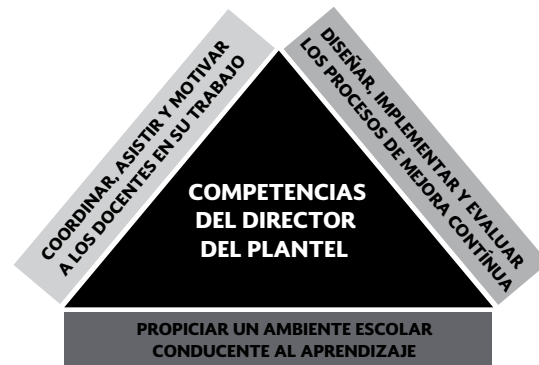 COORDINAR, ASISTIR Y MOTIVAR
A LOS DOCENTES EN SU TRABAJO
DISEÑAR, IMPLEMENTAR Y EVALUAR
LOS PROCESOS DE MEJORA CONTÍNUA
COMPETENCIAS
DEL DIRECTOR
DEL PLANTEL
PROPICIAR UN AMBIENTE ESCOLAR
CONDUCENTE AL APRENDIZAJE